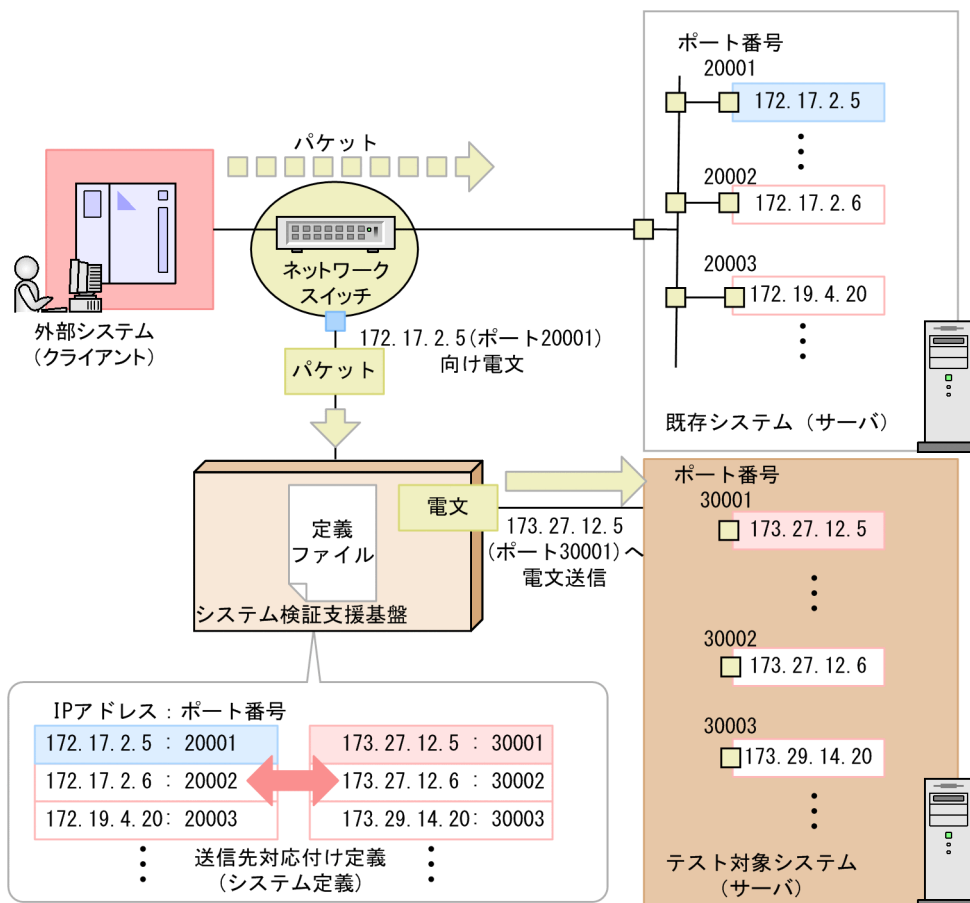 ポート番号
20001
172.17.2.5
20002
172.17.2.6
20003
172.19.4.20
既存システム（サーバ）
パケット
ネットワーク
スイッチ
外部システム
（クライアント）
172.17.2.5（ポート20001）
向け電文
パケット
定義
ファイル
電文
システム検証支援基盤
173.27.12.5
（ポート30001）へ
電文送信
ポート番号
30001
173.27.12.5
30002
173.27.12.6
30003
173.29.14.20
テスト対象システム
（サーバ）
IPアドレス：ポート番号
172.17.2.5 : 20001 173.27.12.5 : 30001
172.17.2.6 : 20002 173.27.12.6 : 30002
172.19.4.20: 20003 173.29.14.20: 30003
送信先対応付け定義
（システム定義）